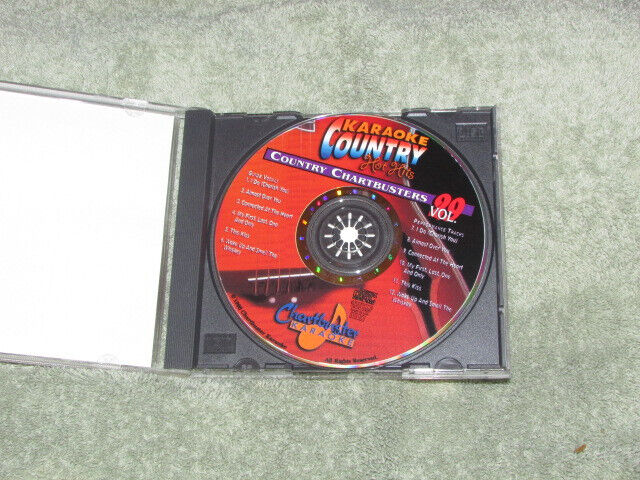 KARAOKE
COUNTRY
Hot Hits
COUNTRY CHARTBUSTERS
VOL. 90
GUIDE VOCALS
1. I Do (Cherish You)
2. Almost Over You
3. Connected At The Heart
4. My First, Last, One
And Only
5. This Kiss
6. Wake Up And Smell The
Whiskey
PERFORMANCE TRACKS
7. I Do (Cherish You)
8. Almost Over You
9. Connected At The Heart
10. My First, Last, One
And Only
11. This Kiss
12. Wake Up And Smell The
Whiskey
Chartbuster
KARAOKE
All Rights Reserved.